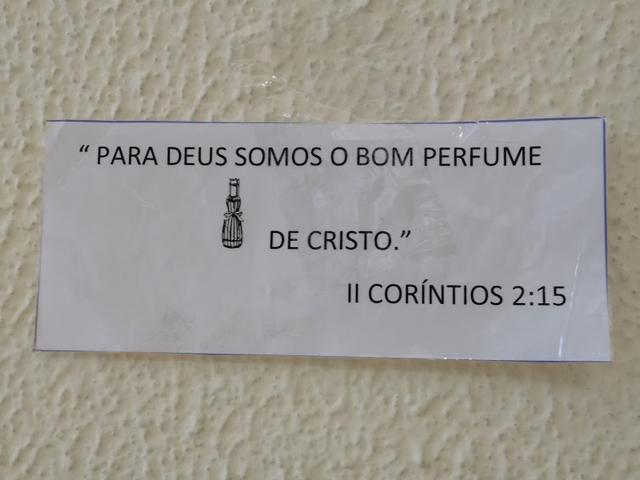 “ PARA DEUS SOMOS O BOM PERFUME
DE CRISTO.”
II CORÍNTIOS 2:15